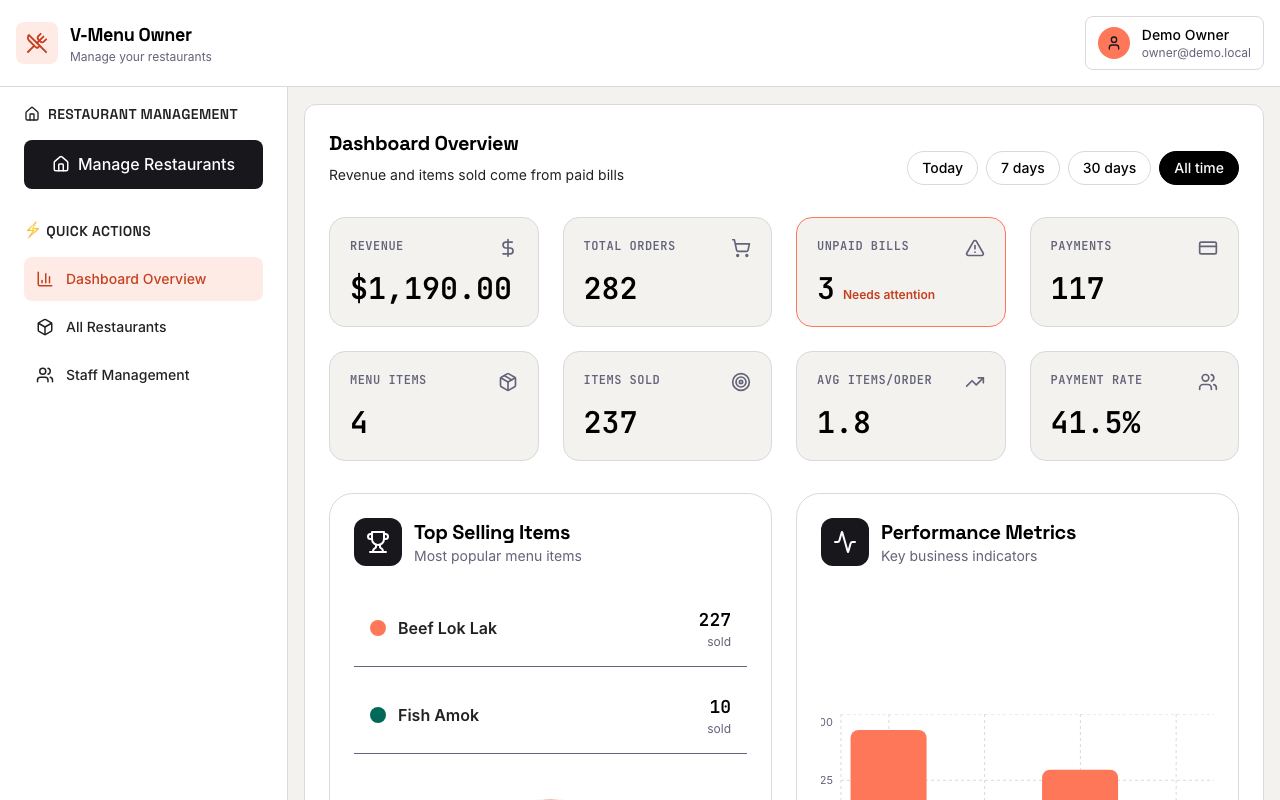 V-Menu Owner
Manage your restaurants
Demo Owner
owner@demo.local
RESTAURANT MANAGEMENT
Manage Restaurants
⚡ QUICK ACTIONS
Dashboard Overview
All Restaurants
Staff Management
Dashboard Overview
Revenue and items sold come from paid bills
Today
7 days
30 days
All time
REVENUE
$1,190.00
TOTAL ORDERS
282
UNPAID BILLS
3 Needs attention
PAYMENTS
117
MENU ITEMS
4
ITEMS SOLD
237
AVG ITEMS/ORDER
1.8
PAYMENT RATE
41.5%
Top Selling Items
Most popular menu items
Beef Lok Lak
227
sold
Fish Amok
10
sold
Performance Metrics
Key business indicators